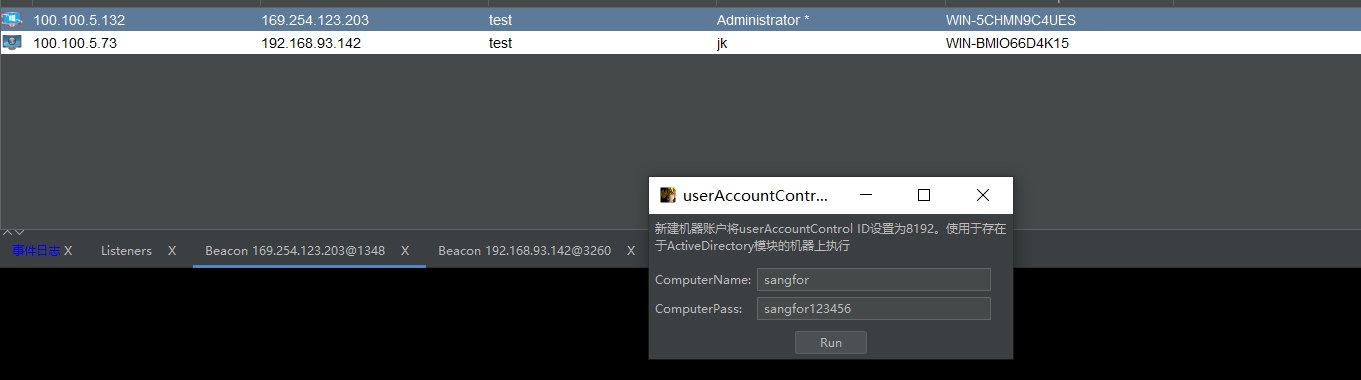 100.100.5.132 169.254.123.203 test Administrator * WIN-5CHMN9C4UES
100.100.5.73 192.168.93.142 test jk WIN-BMIO66D4K15
userAccountContr...
新建机器账户将userAccountControl ID设置为8192。使用于存在
于ActiveDirectory模块的机器上执行
事件日志 X Listeners X Beacon 169.254.123.203@1348 X Beacon 192.168.93.142@3260 X
ComputerName: sangfor
ComputerPass: sangfor123456
Run